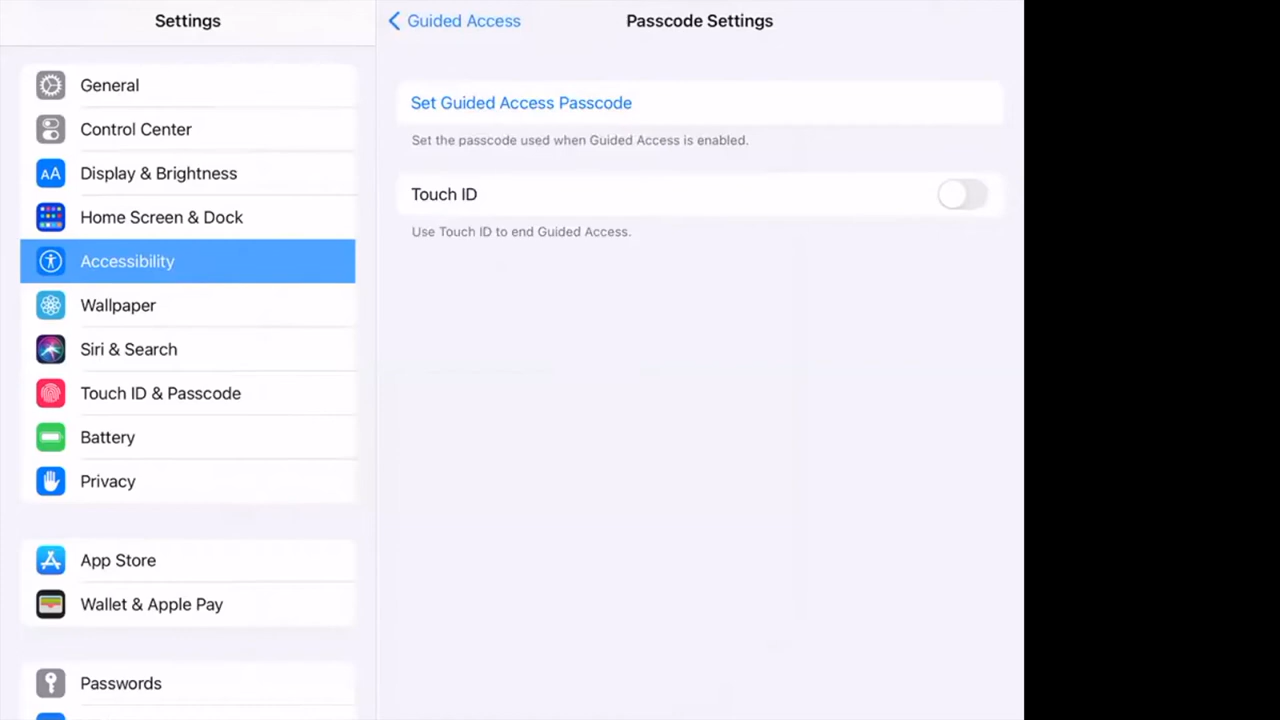 Settings
General
Control Center
AA Display & Brightness
Home Screen & Dock
Accessibility
Wallpaper
Siri & Search
Touch ID & Passcode
Battery
Privacy
App Store
Wallet & Apple Pay
Passwords
Guided Access
Passcode Settings
Set Guided Access Passcode
Set the passcode used when Guided Access is enabled.
Touch ID
Use Touch ID to end Guided Access.